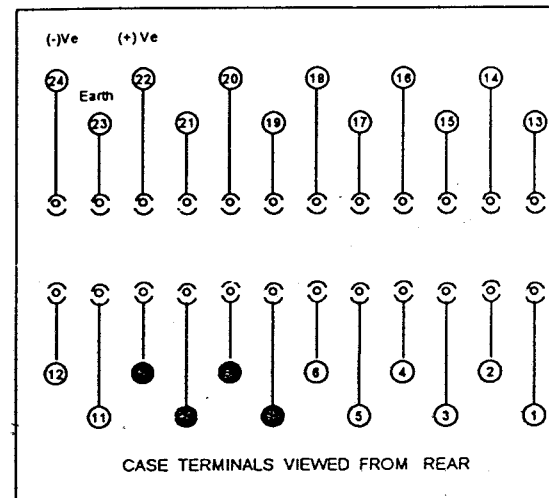 (-)Ve (+) Ve
24 22 20 18 16 14
Earth
23 21 19 17 15 13
12 6 4 2
11 5 3 1
CASE TERMINALS VIEWED FROM REAR